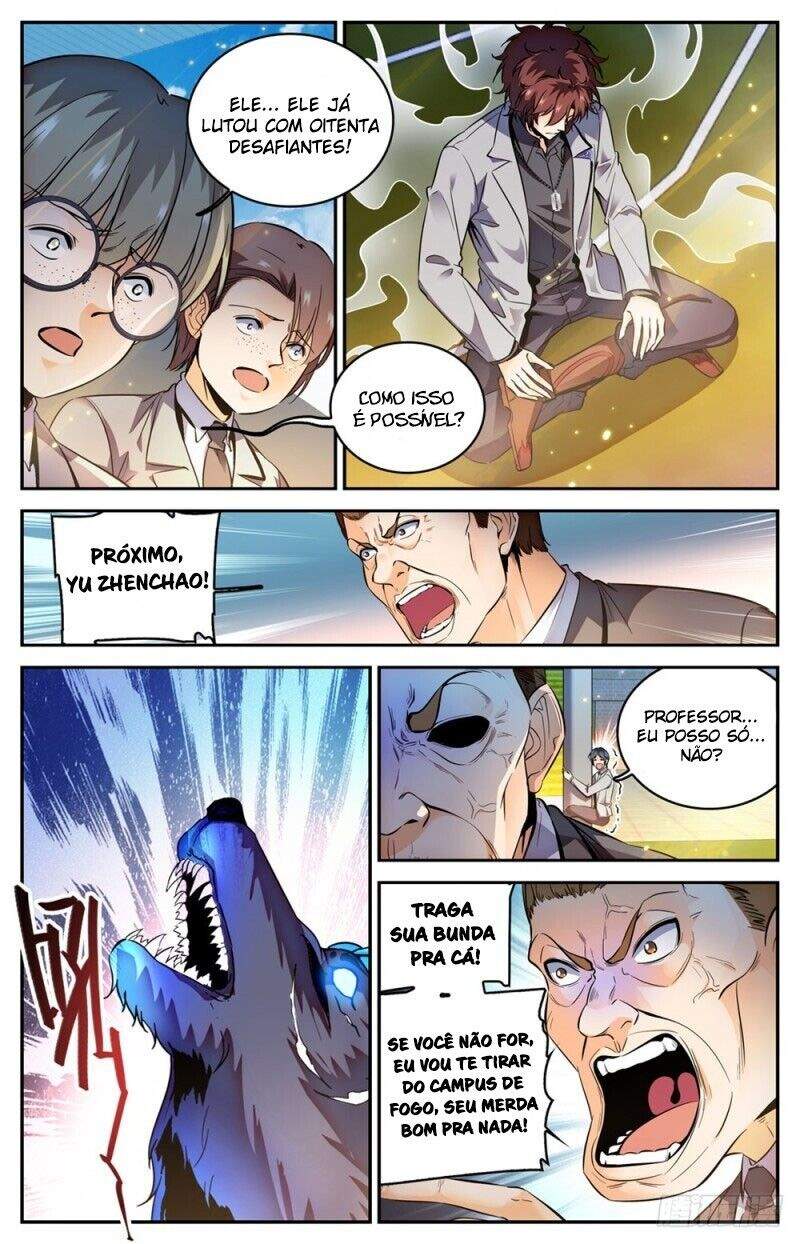 ELE... ELE JÁ
LUTOU COM OITENTA
DESAFIANTES!
COMO ISSO
É POSSÍVEL?
PRÓXIMO,
YU ZHENCHAO!
PROFESSOR...
EU POSSO SÓ...
NÃO?
TRAGA
SUA BUNDA
PRA CÁ!
SE VOCÊ NÃO FOR,
EU VOU TE TIRAR
DO CAMPUS DE
FOGO, SEU MERDA
BOM PRA NADA!